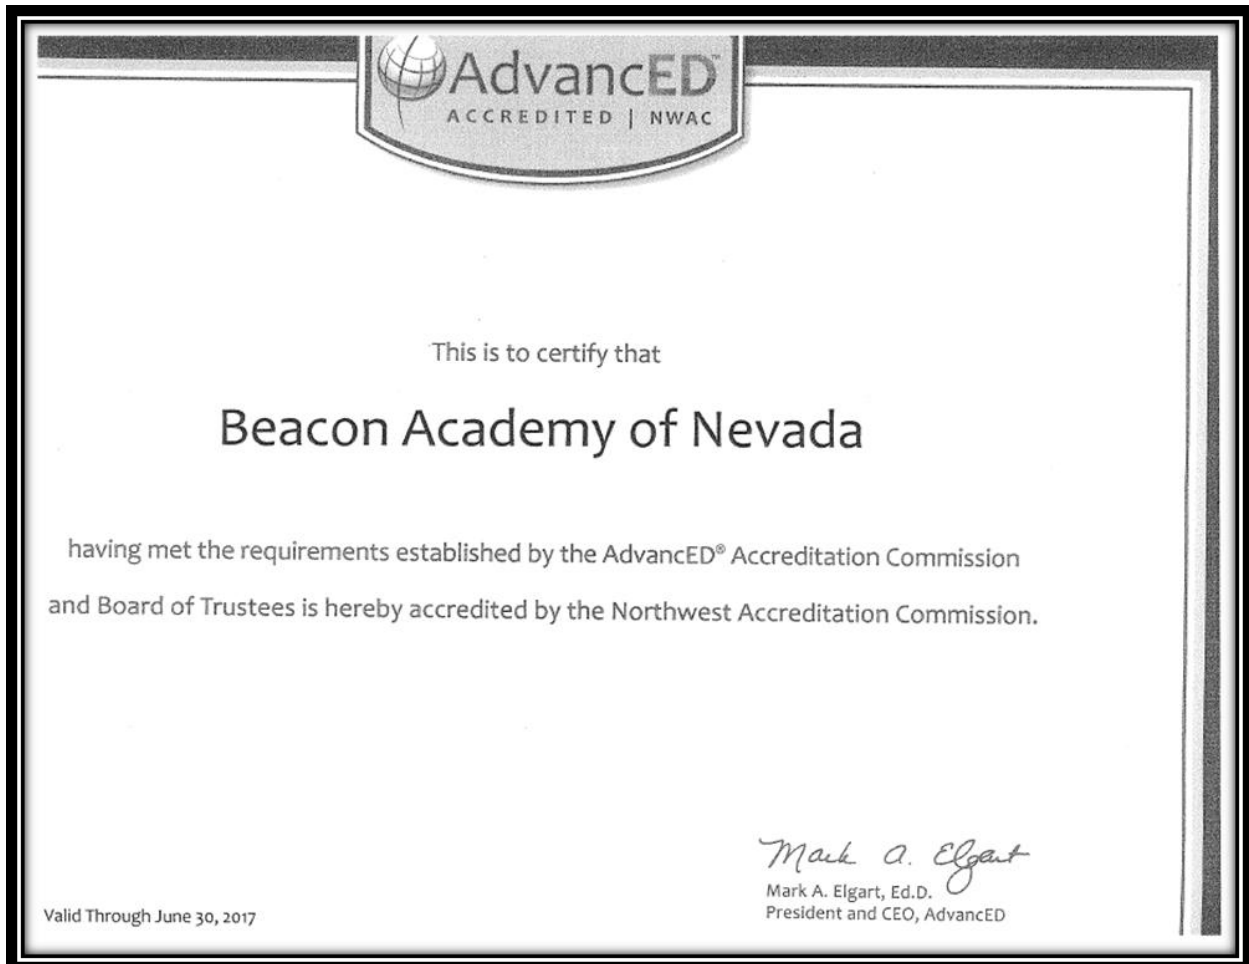 AdvancED™
ACCREDITED | NWAC
This is to certify that
Beacon Academy of Nevada
having met the requirements established by the AdvancED® Accreditation Commission
and Board of Trustees is hereby accredited by the Northwest Accreditation Commission.
Mark A. Elgart
Mark A. Elgart, Ed.D.
President and CEO, AdvancED
Valid Through June 30, 2017